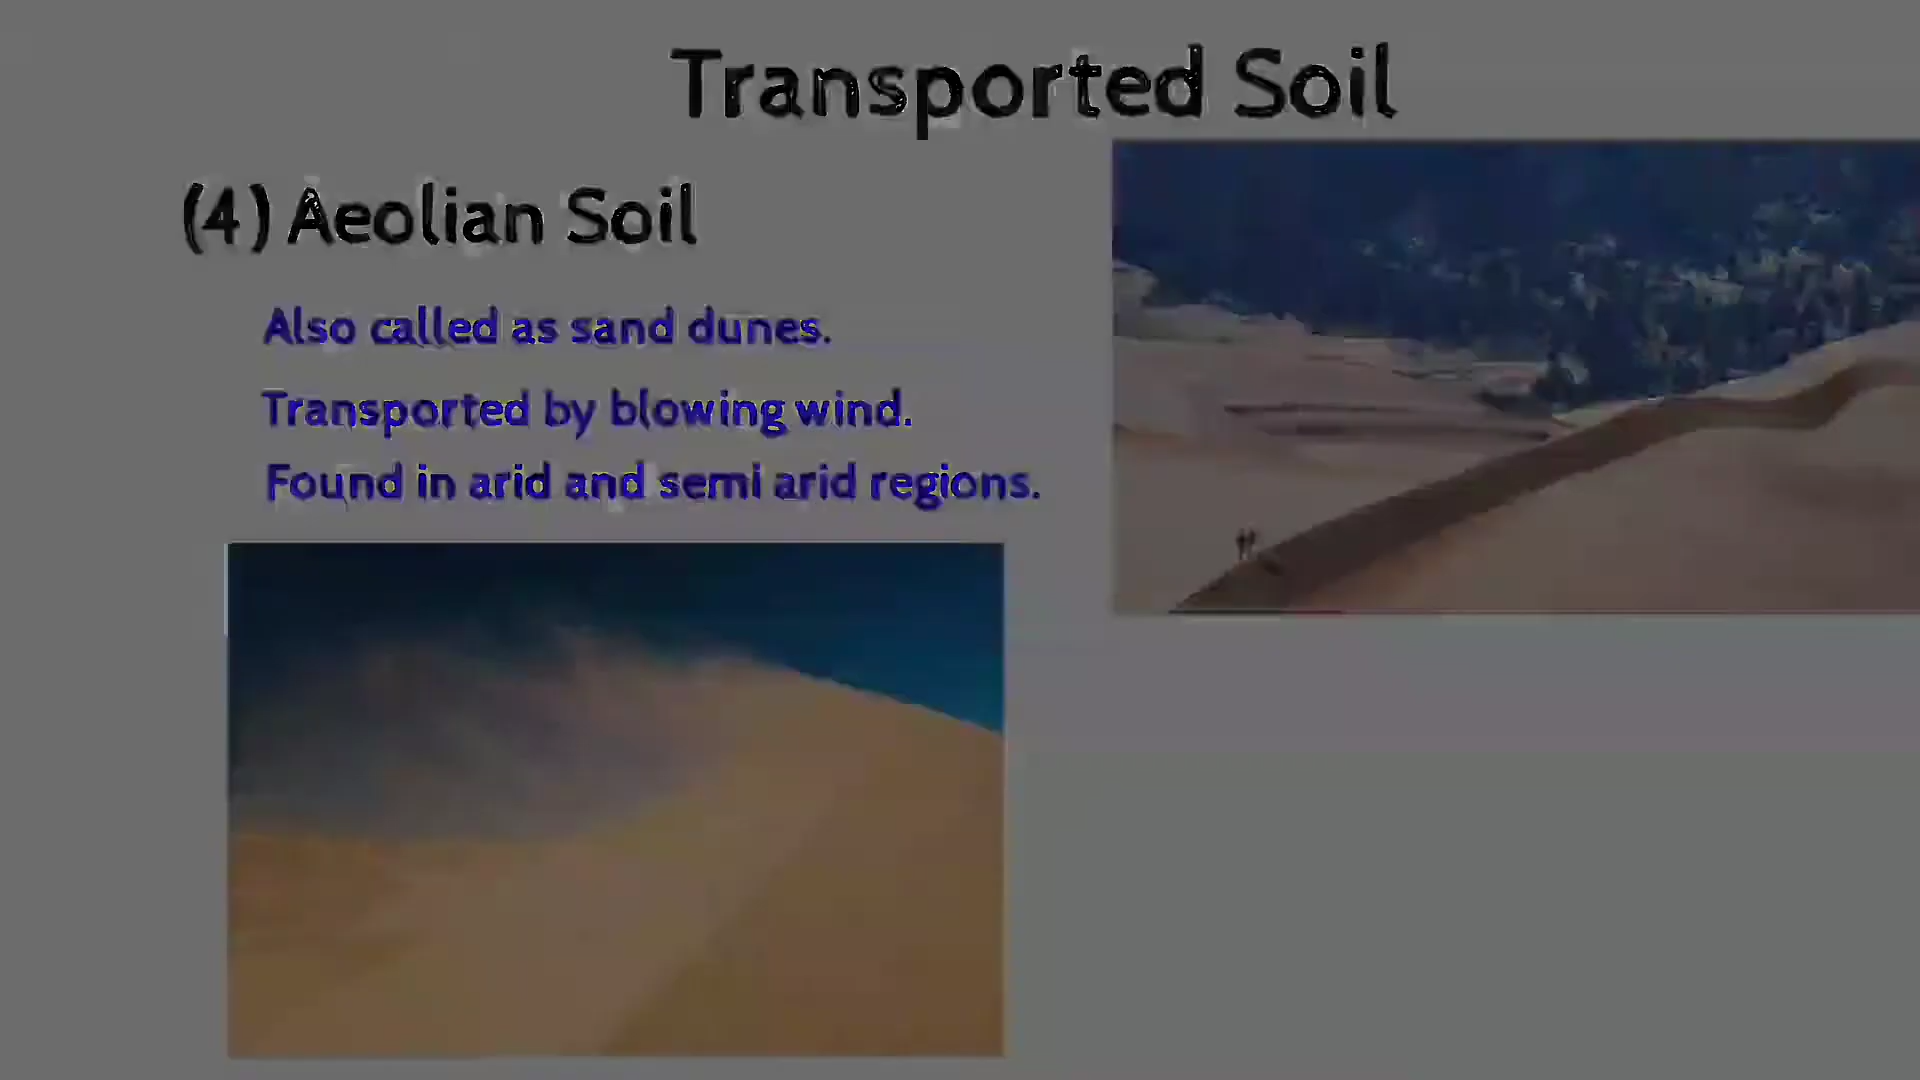 Transported Soil
(4) Aeolian Soil
Also called as sand dunes.
Transported by blowing wind.
Found in arid and semi arid regions.